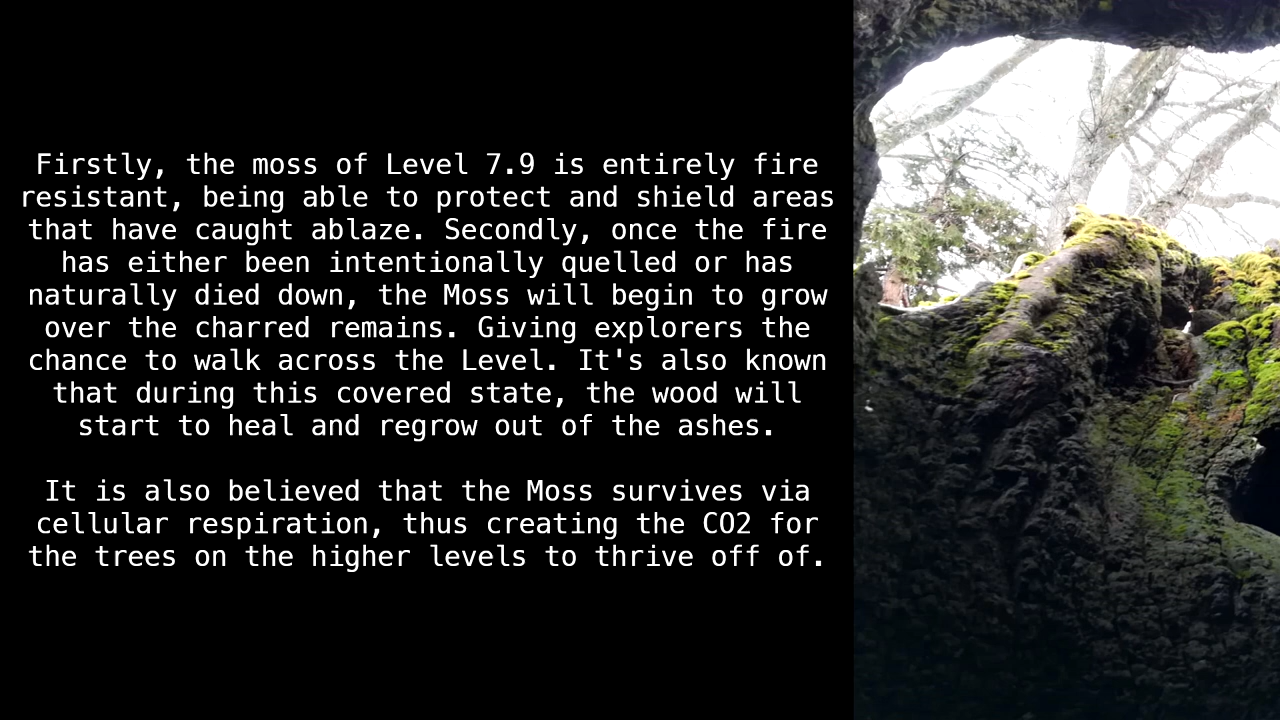 Firstly, the moss of Level 7.9 is entirely fire
resistant, being able to protect and shield areas
that have caught ablaze. Secondly, once the fire
has either been intentionally quelled or has
naturally died down, the Moss will begin to grow
over the charred remains. Giving explorers the
chance to walk across the Level. It's also known
that during this covered state, the wood will
start to heal and regrow out of the ashes.
It is also believed that the Moss survives via
cellular respiration, thus creating the CO2 for
the trees on the higher levels to thrive off of.